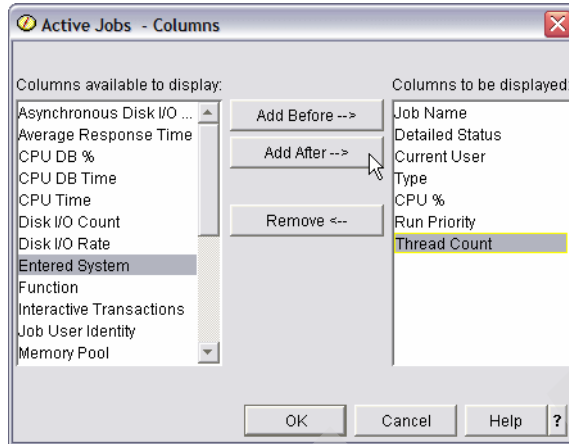 Active Jobs - Columns
Columns available to display:
Asynchronous Disk I/O ...
Average Response Time
CPU DB %
CPU DB Time
CPU Time
Disk I/O Count
Disk I/O Rate
Entered System
Function
Interactive Transactions
Job User Identity
Memory Pool
Add Before -->
Add After -->
Remove <--
Columns to be displayed:
Job Name
Detailed Status
Current User
Type
CPU %
Run Priority
Thread Count
OK
Cancel
Help
?